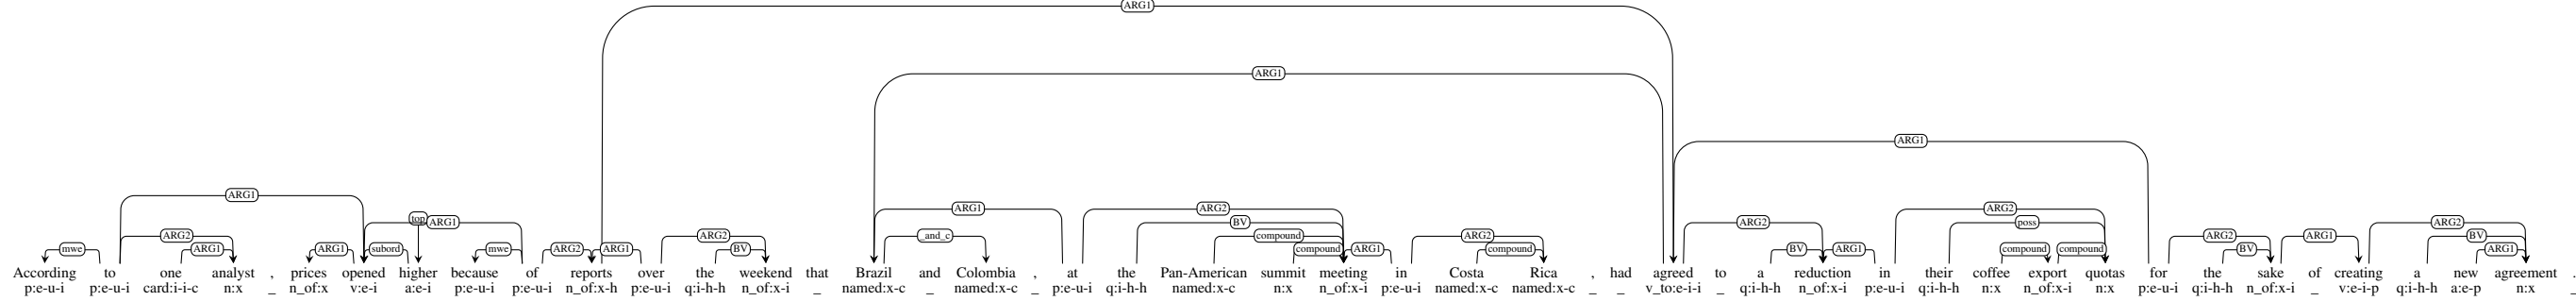 ARG1
ARG1
ARG1
ARG1
top ARG1
ARG2 ARG1 ARG2 ARG2
BV poss
ARG2 ARG2
mwe ARG2 ARG1 ARG1 subord mwe ARG2 ARG1 ARG2 BV _and_c compound compound ARG1 ARG2 compound BV ARG1 compound compound ARG2 BV ARG1 BV ARG1
According to one analyst , prices opened higher because of reports over the weekend that Brazil and Colombia , at the Pan-American summit meeting in Costa Rica , had agreed to a reduction in their coffee export quotas for the sake of creating a new agreement .
p:e-u-i p:e-u-i card:i-i-c n:x _ n_of:x v:e-i a:e-i p:e-u-i p:e-u-i n_of:x-h p:e-u-i q:i-h-h n_of:x-i _ named:x-c _ named:x-c _ p:e-u-i q:i-h-h named:x-c n:x n_of:x-i p:e-u-i named:x-c named:x-c _ _ v_to:e-i-i _ q:i-h-h n_of:x-i p:e-u-i q:i-h-h n:x n_of:x-i n:x p:e-u-i q:i-h-h n_of:x-i _ v:e-i-p q:i-h-h a:e-p n:x _